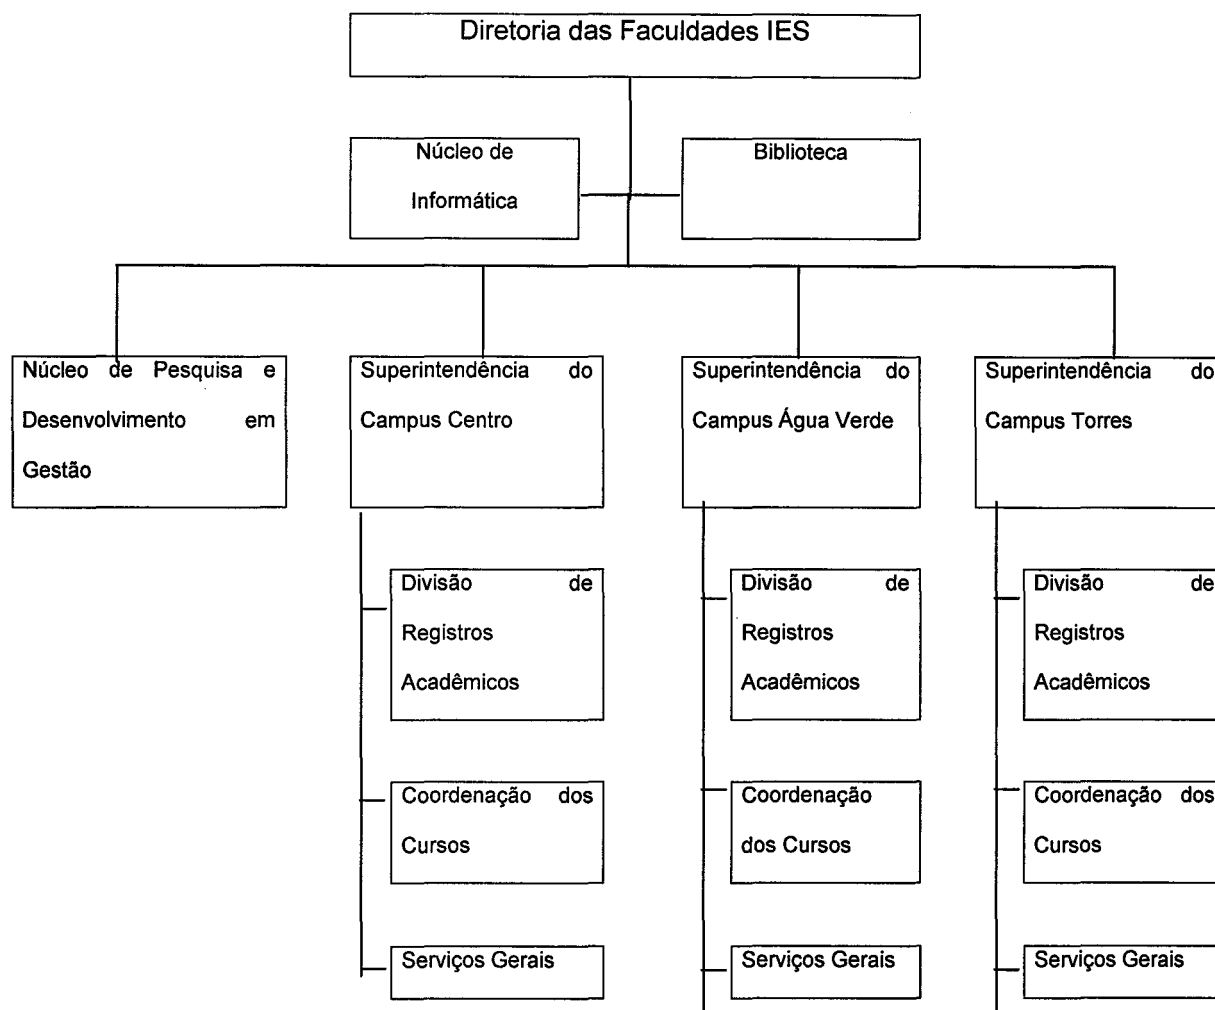 Diretoria das Faculdades IES
Núcleo de
Informática
Biblioteca
Núcleo de Pesquisa e
Desenvolvimento em
Gestão
Superintendência do
Campus Centro
Superintendência do
Campus Água Verde
Superintendência do
Campus Torres
Divisão de
Registros
Acadêmicos
Divisão de
Registros
Acadêmicos
Divisão de
Registros
Acadêmicos
Coordenação dos
Cursos
Coordenação
dos Cursos
Coordenação dos
Cursos
Serviços Gerais
Serviços Gerais
Serviços Gerais